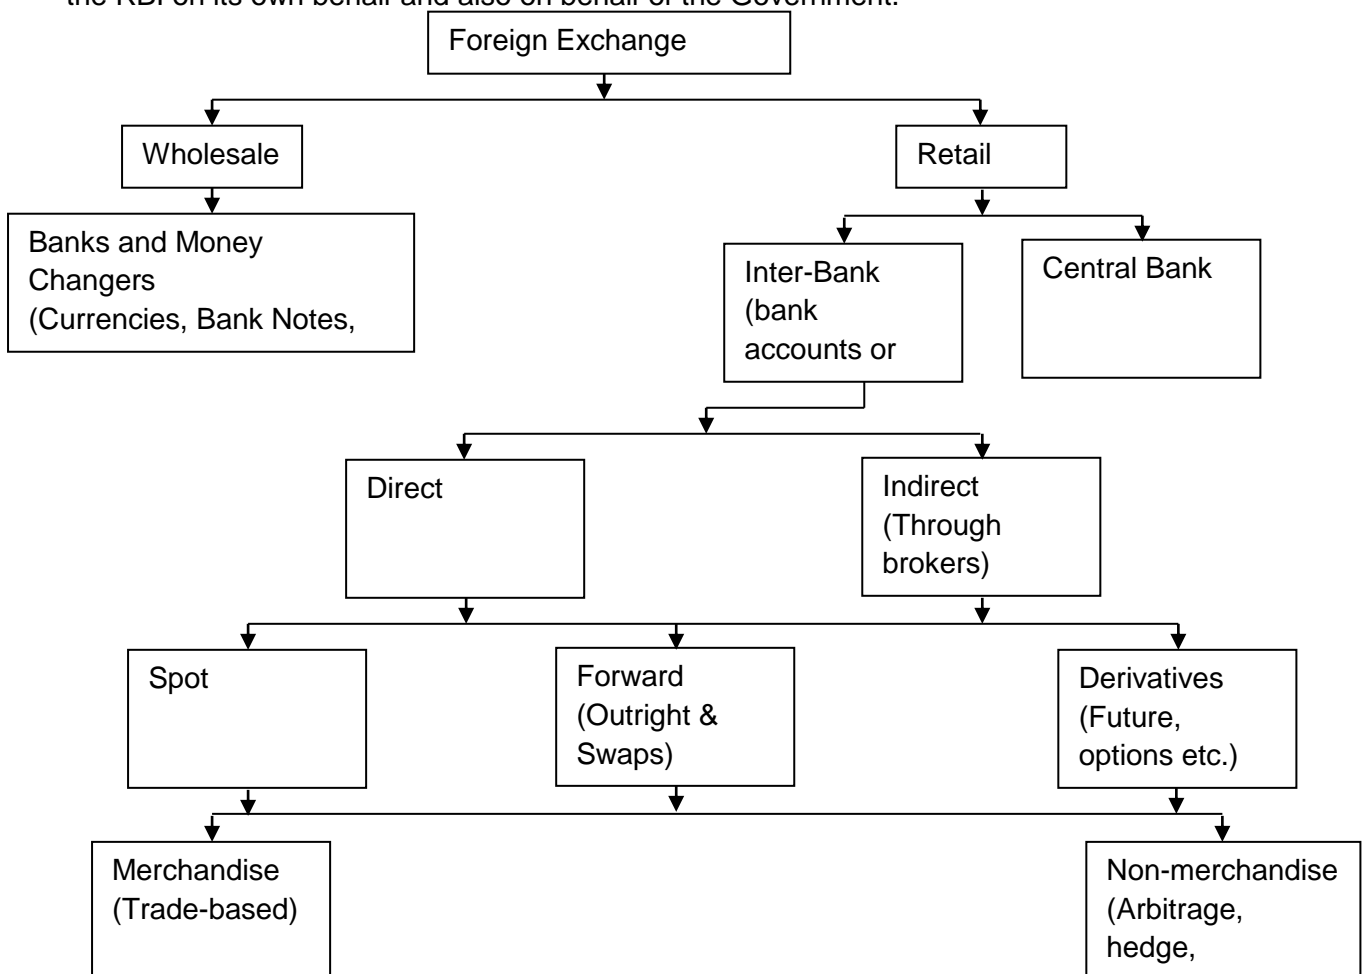 the RBI on its own behalf and also on behalf of the Government.
Foreign Exchange
Wholesale
Retail
Banks and Money
Changers
(Currencies, Bank Notes,
Inter-Bank
(bank
accounts or
Central Bank
Direct
Indirect
(Through
brokers)
Spot
Forward
(Outright &
Swaps)
Derivatives
(Future,
options etc.)
Merchandise
(Trade-based)
Non-merchandise
(Arbitrage,
hedge,